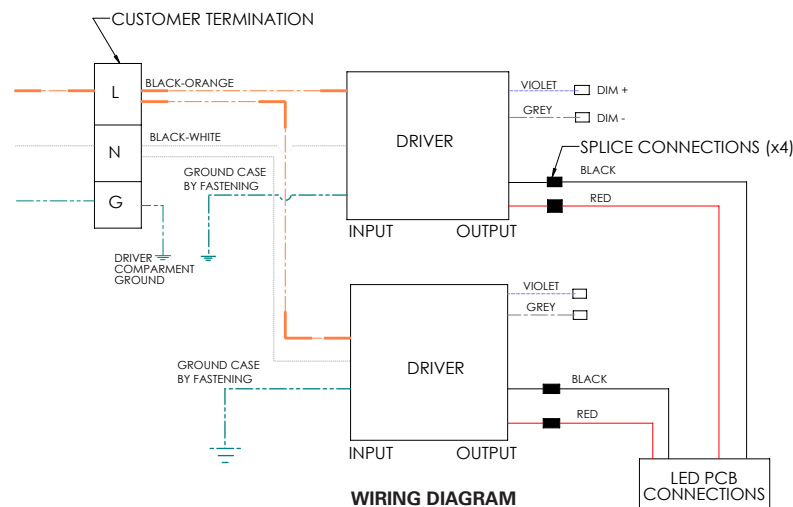 CUSTOMER TERMINATION
L
BLACK-ORANGE
N
BLACK-WHITE
G
DRIVER
COMPARMENT
GROUND
GROUND CASE
BY FASTENING
DRIVER
INPUT
OUTPUT
VIOLET
DIM +
GREY
DIM -
SPLICE CONNECTIONS (x4)
BLACK
RED
GROUND CASE
BY FASTENING
DRIVER
INPUT
OUTPUT
VIOLET
GREY
BLACK
RED
LED PCB
CONNECTIONS
WIRING DIAGRAM